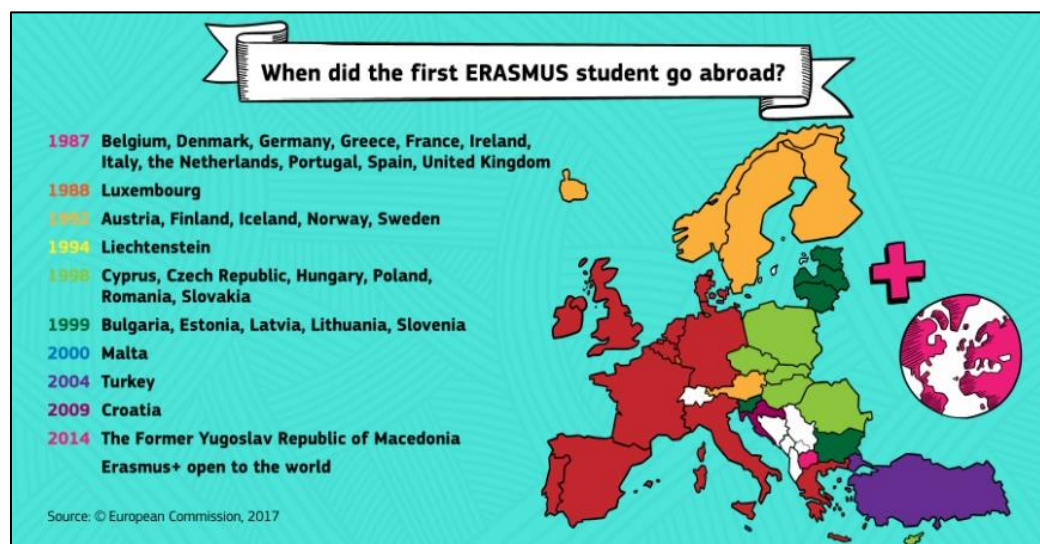 When did the first ERASMUS student go abroad?
1987 Belgium, Denmark, Germany, Greece, France, Ireland,
Italy, the Netherlands, Portugal, Spain, United Kingdom
1988 Luxembourg
1992 Austria, Finland, Iceland, Norway, Sweden
1994 Liechtenstein
1998 Cyprus, Czech Republic, Hungary, Poland,
Romania, Slovakia
1999 Bulgaria, Estonia, Latvia, Lithuania, Slovenia
2000 Malta
2004 Turkey
2009 Croatia
2014 The Former Yugoslav Republic of Macedonia
Erasmus+ open to the world
Source: © European Commission, 2017